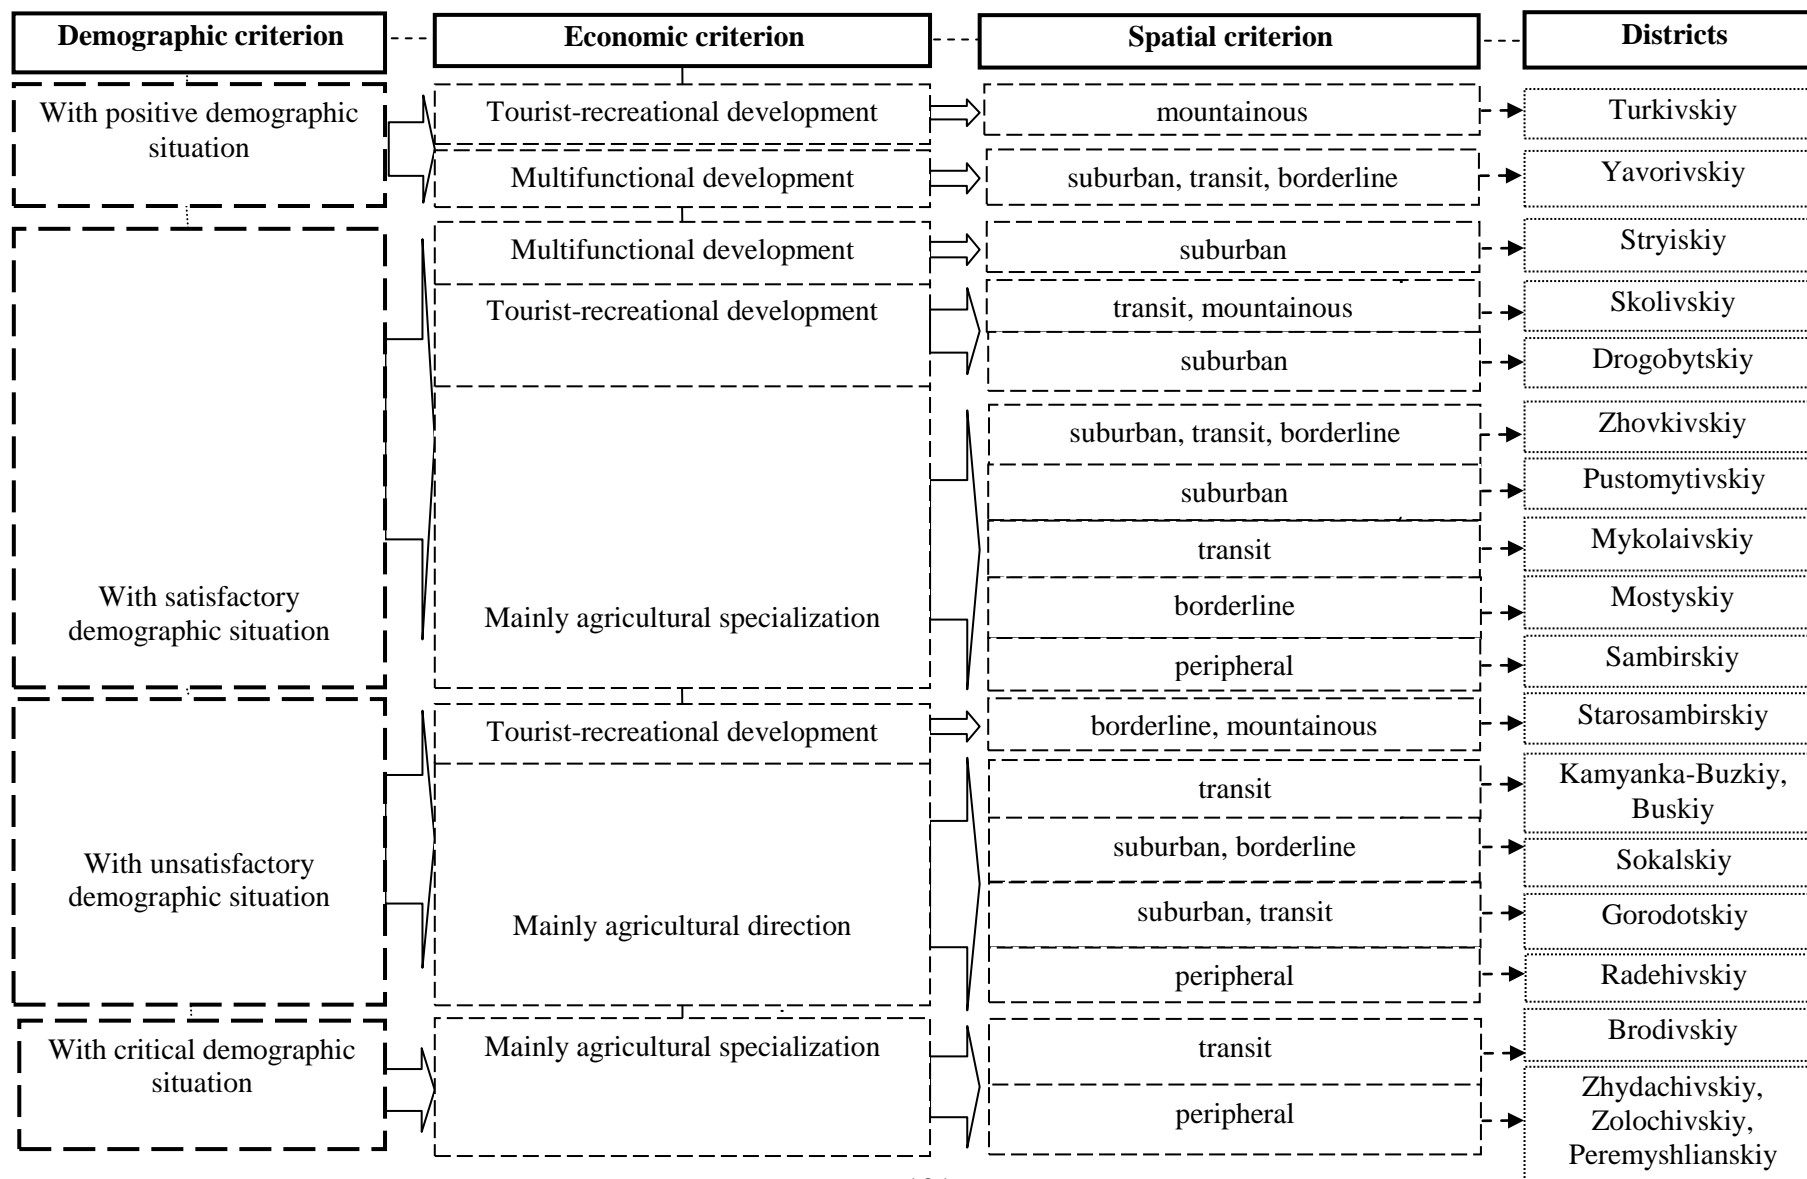 Demographic criterion
Economic criterion
Spatial criterion
Districts
With positive demographic
situation
Tourist-recreational development
mountainous
Turkivskiy
Multifunctional development
suburban, transit, borderline
Yavorivskiy
With satisfactory
demographic situation
Multifunctional development
suburban
Stryiskiy
Tourist-recreational development
transit, mountainous
Skolivskiy
suburban
Drogobytskiy
Mainly agricultural specialization
suburban, transit, borderline
Zhovkivskiy
suburban
Pustomytivskiy
transit
Mykolaivskiy
borderline
Mostyskiy
peripheral
Sambirskiy
With unsatisfactory
demographic situation
Tourist-recreational development
borderline, mountainous
Starosambirskiy
Mainly agricultural direction
transit
Kamyanka-Buzkiy,
Buskiy
suburban, borderline
Sokalskiy
suburban, transit
Gorodotskiy
peripheral
Radehivskiy
With critical demographic
situation
Mainly agricultural specialization
transit
Brodivskiy
peripheral
Zhydachivskiy,
Zolochivskiy,
Peremyshlianskiy